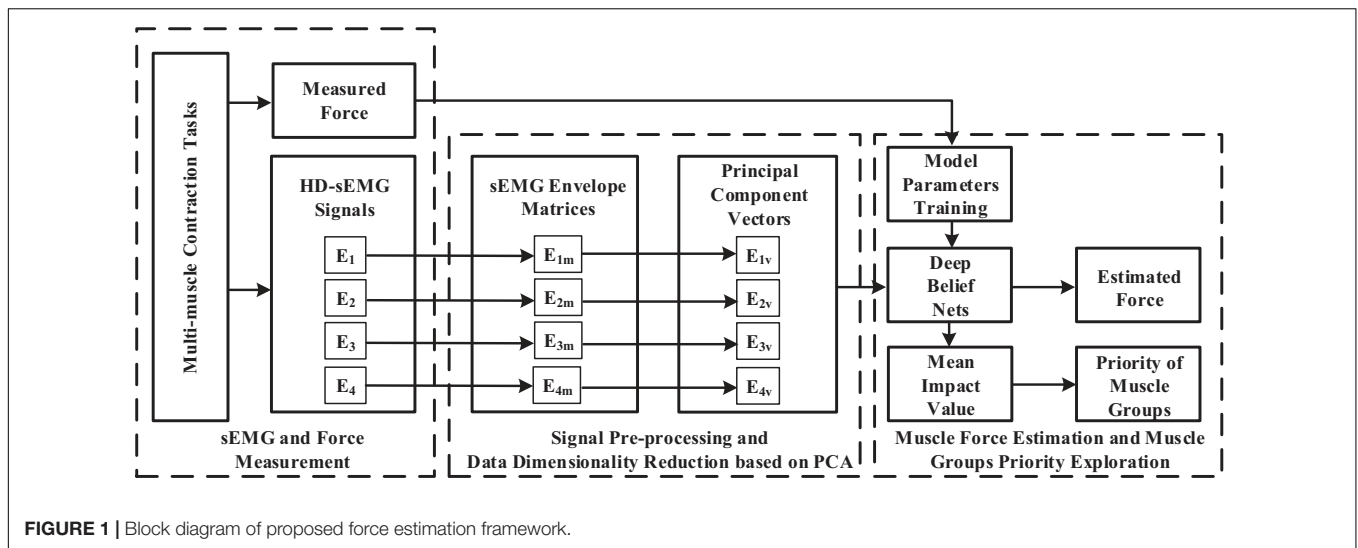 Multi-muscle Contraction Tasks
Measured
Force
HD-sEMG
Signals
E1
E2
E3
E4
sEMG and Force
Measurement
sEMG Envelope
Matrices
E1m
E2m
E3m
E4m
Principal
Component
Vectors
E1v
E2v
E3v
E4v
Signal Pre-processing and
Data Dimensionality Reduction based on PCA
Model
Parameters
Training
Deep
Belief
Nets
Estimated
Force
Mean
Impact
Value
Priority of
Muscle
Groups
Muscle Force Estimation and Muscle
Groups Priority Exploration
FIGURE 1 | Block diagram of proposed force estimation framework.